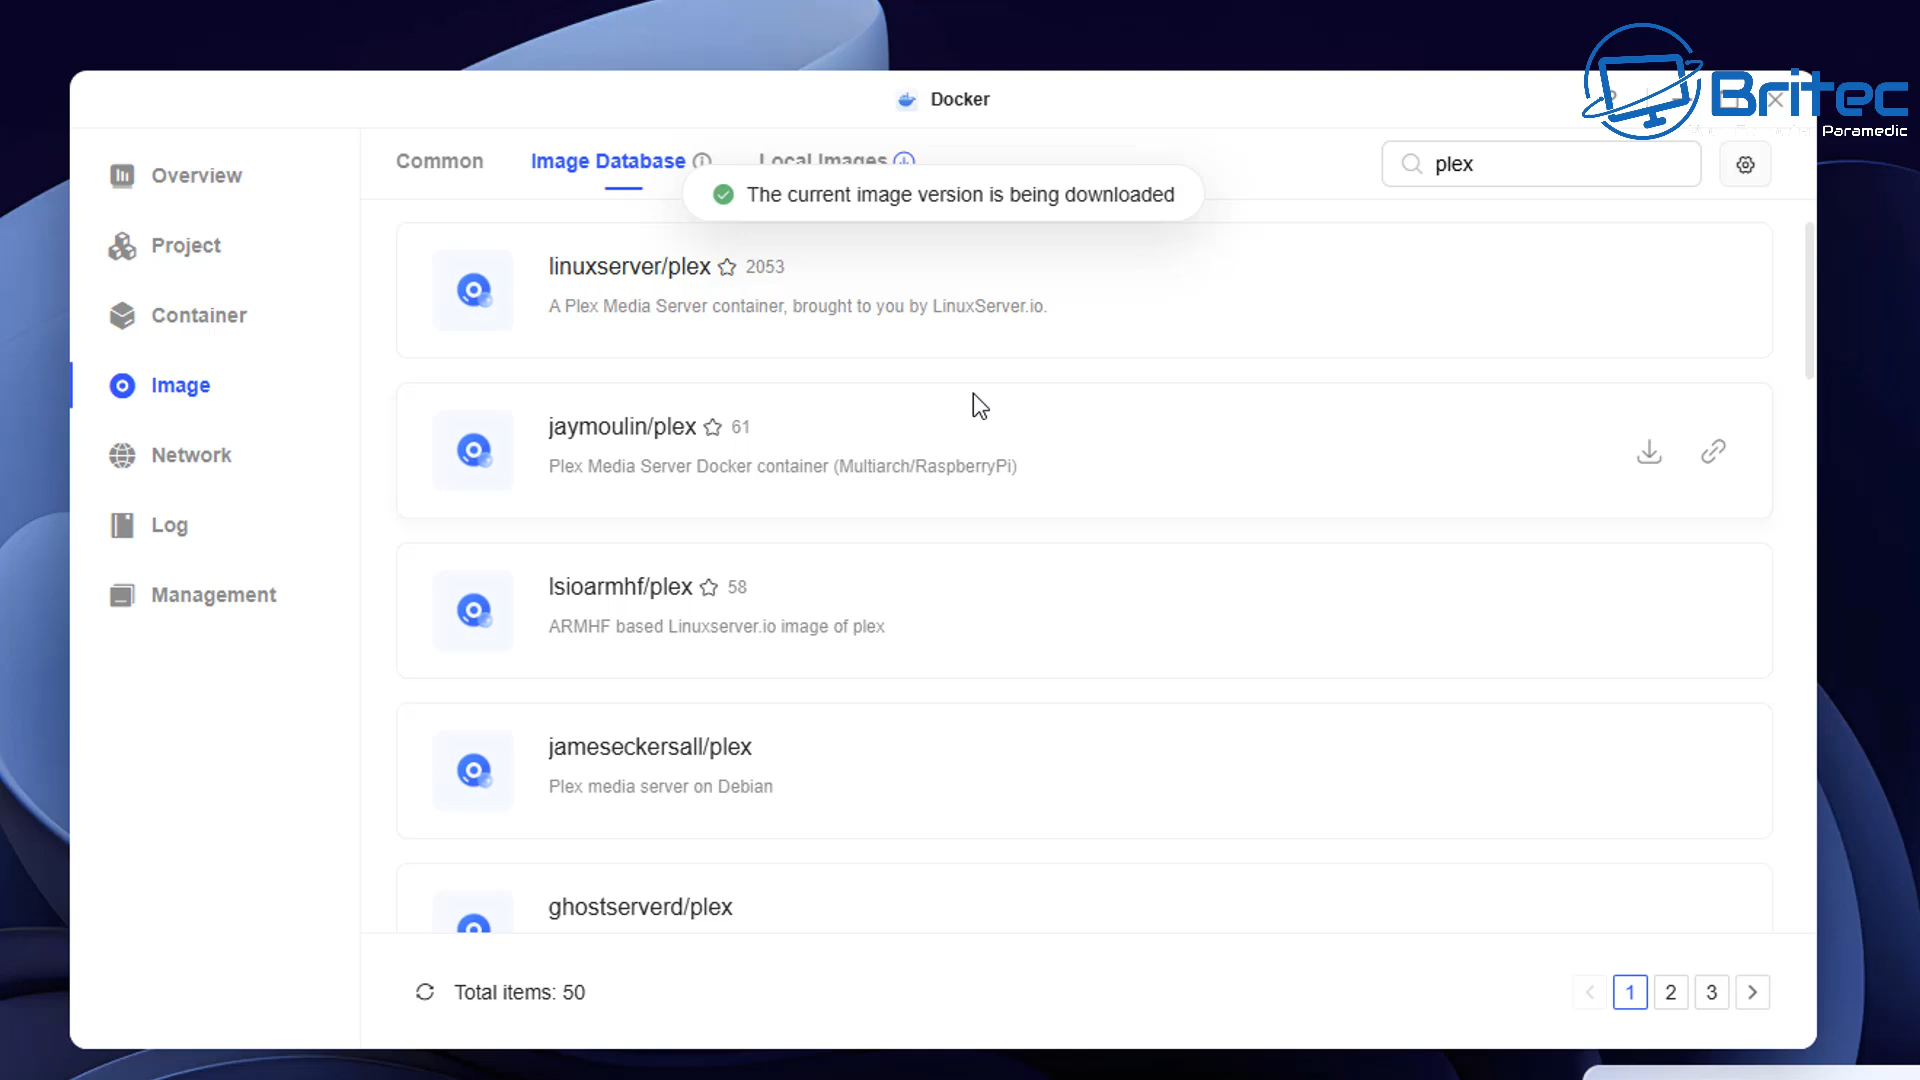 Docker
Britec
Paramedic
Overview
Project
Container
Image
Network
Log
Management
Common
Image Database
Local Images
plex
The current image version is being downloaded
linuxserver/plex 2053
A Plex Media Server container, brought to you by LinuxServer.io.
jaymoulin/plex 61
Plex Media Server Docker container (Multiarch/RaspberryPi)
lsioarmhf/plex 58
ARMHF based Linuxserver.io image of plex
jameseckersall/plex
Plex media server on Debian
ghostserverd/plex
Total items: 50
1 2 3